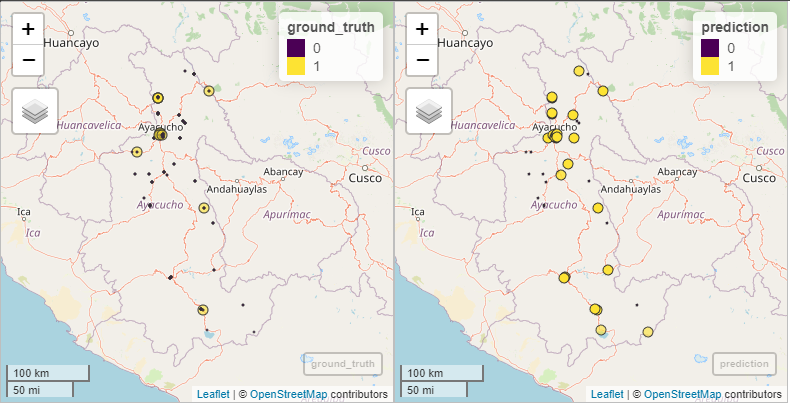 +
−
Huancayo
ground_truth
0
1
Huancavelica
Ayacucho
Cusco
Abancay
Cusco
Andahuaylas
Ica
Ayacucho
Apurímac
Ica
100 km
50 mi
ground_truth
Leaflet | © OpenStreetMap contributors
+
−
Huancayo
prediction
0
1
Huancavelica
Ayacucho
Cusco
Abancay
Cusco
Andahuaylas
Ica
Ayacucho
Apurímac
Ica
100 km
50 mi
prediction
Leaflet | © OpenStreetMap contributors